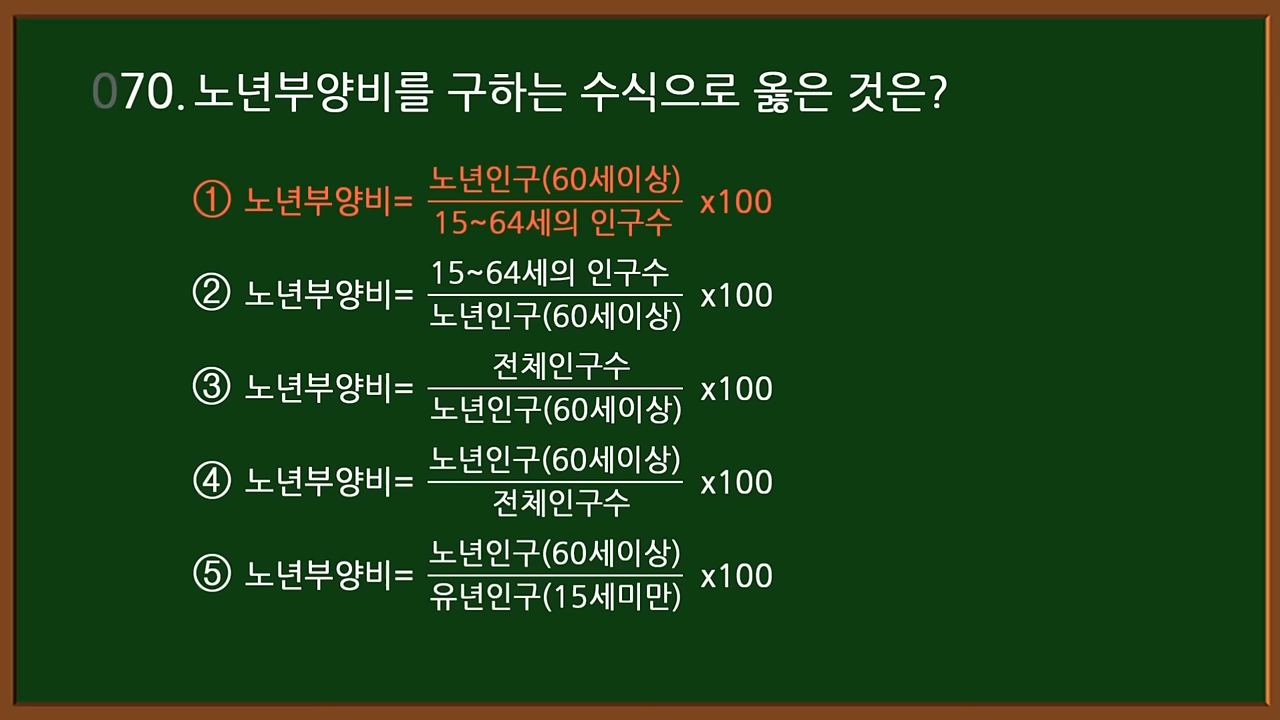 070. 노년부양비를 구하는 수식으로 옳은 것은?
① 노년부양비= 노년인구(60세이상) x100
15~64세의 인구수
② 노년부양비= 15~64세의 인구수 x100
노년인구(60세이상)
③ 노년부양비= 전체인구수 x100
노년인구(60세이상)
④ 노년부양비= 노년인구(60세이상) x100
전체인구수
⑤ 노년부양비= 노년인구(60세이상) x100
유년인구(15세미만)